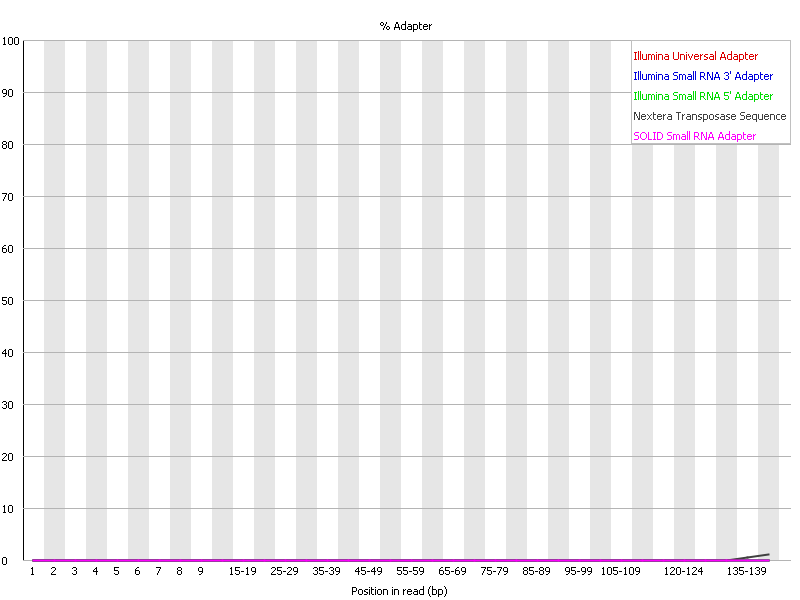 % Adapter
100
90
80
70
60
50
40
30
20
10
0
Illumina Universal Adapter
Illumina Small RNA 3' Adapter
Illumina Small RNA 5' Adapter
Nextera Transposase Sequence
SOLID Small RNA Adapter
1 2 3 4 5 6 7 8 9 15-19 25-29 35-39 45-49 55-59 65-69 75-79 85-89 95-99 105-109 120-124 135-139
Position in read (bp)